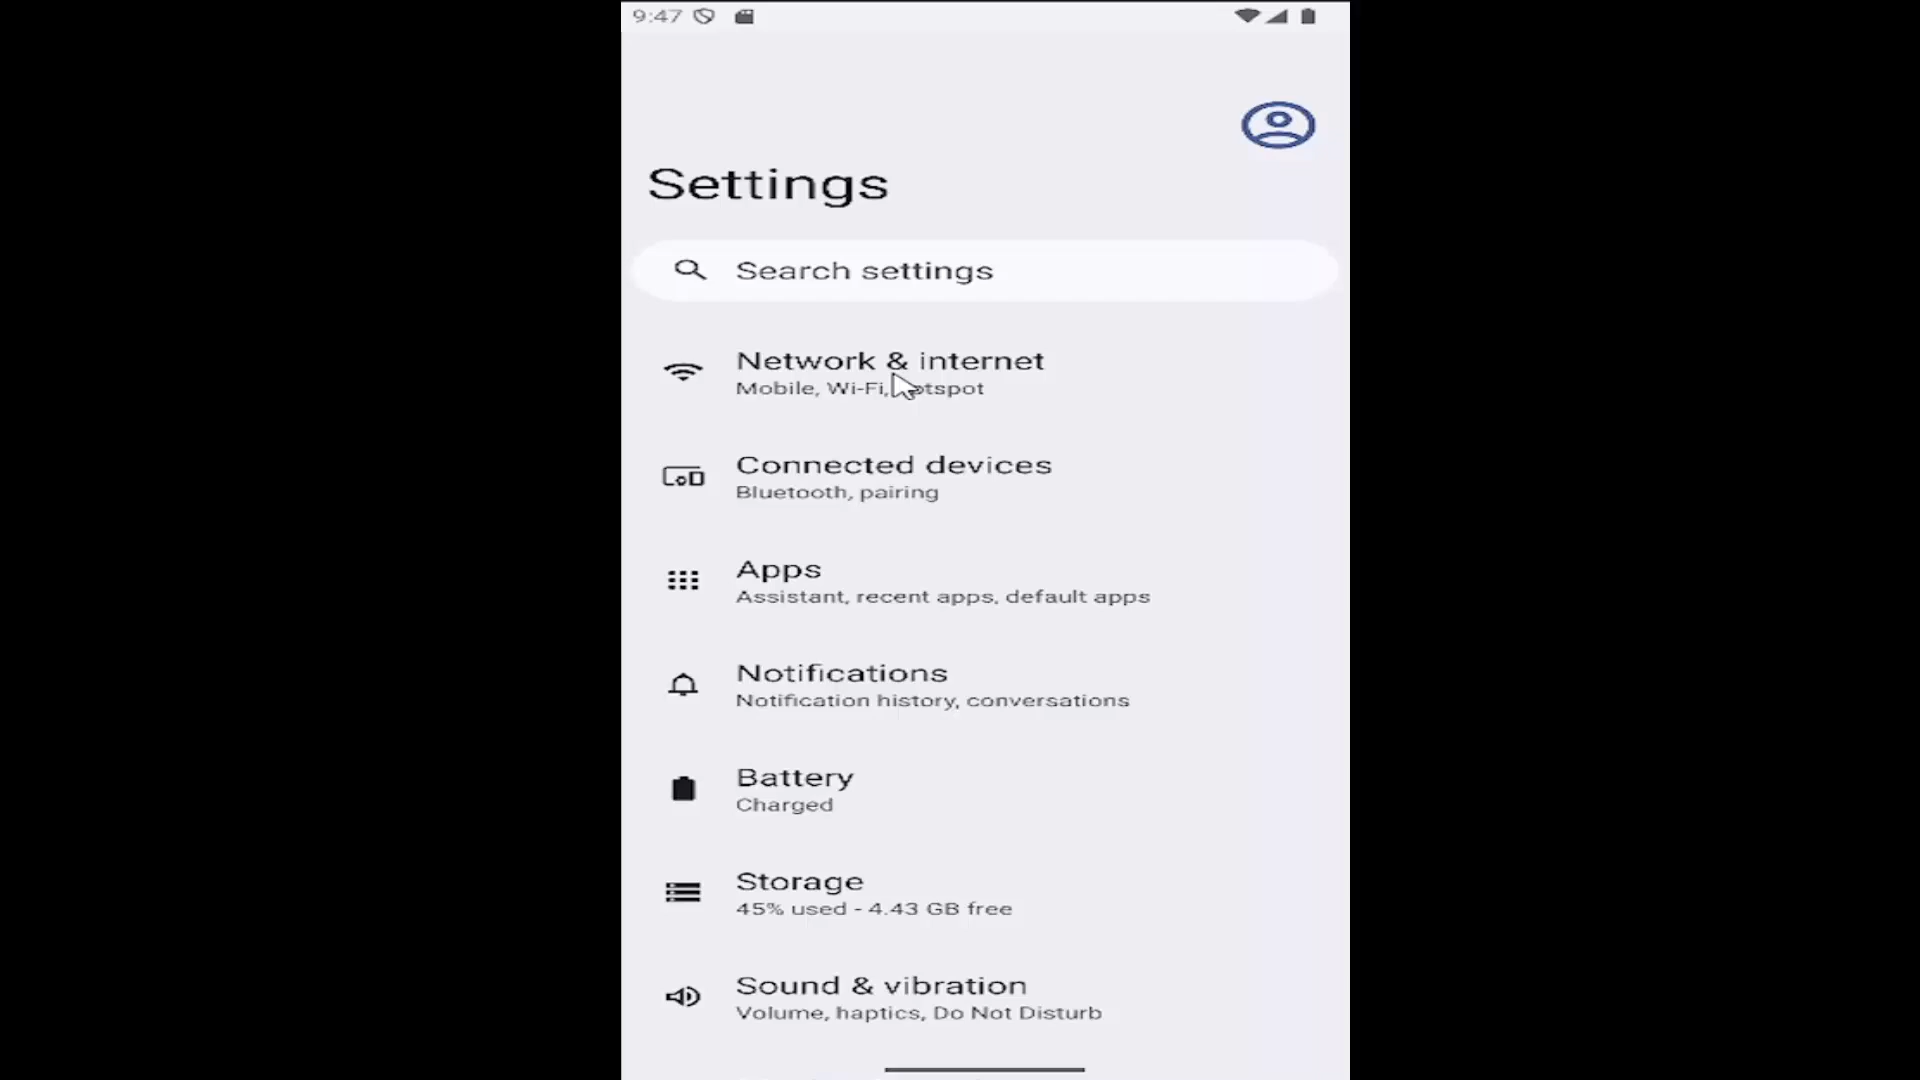 9:47
Settings
Search settings
Network & internet
Mobile, Wi-Fi, otspot
Connected devices
Bluetooth, pairing
Apps
Assistant, recent apps, default apps
Notifications
Notification history, conversations
Battery
Charged
Storage
45% used - 4.43 GB free
Sound & vibration
Volume, haptics, Do Not Disturb